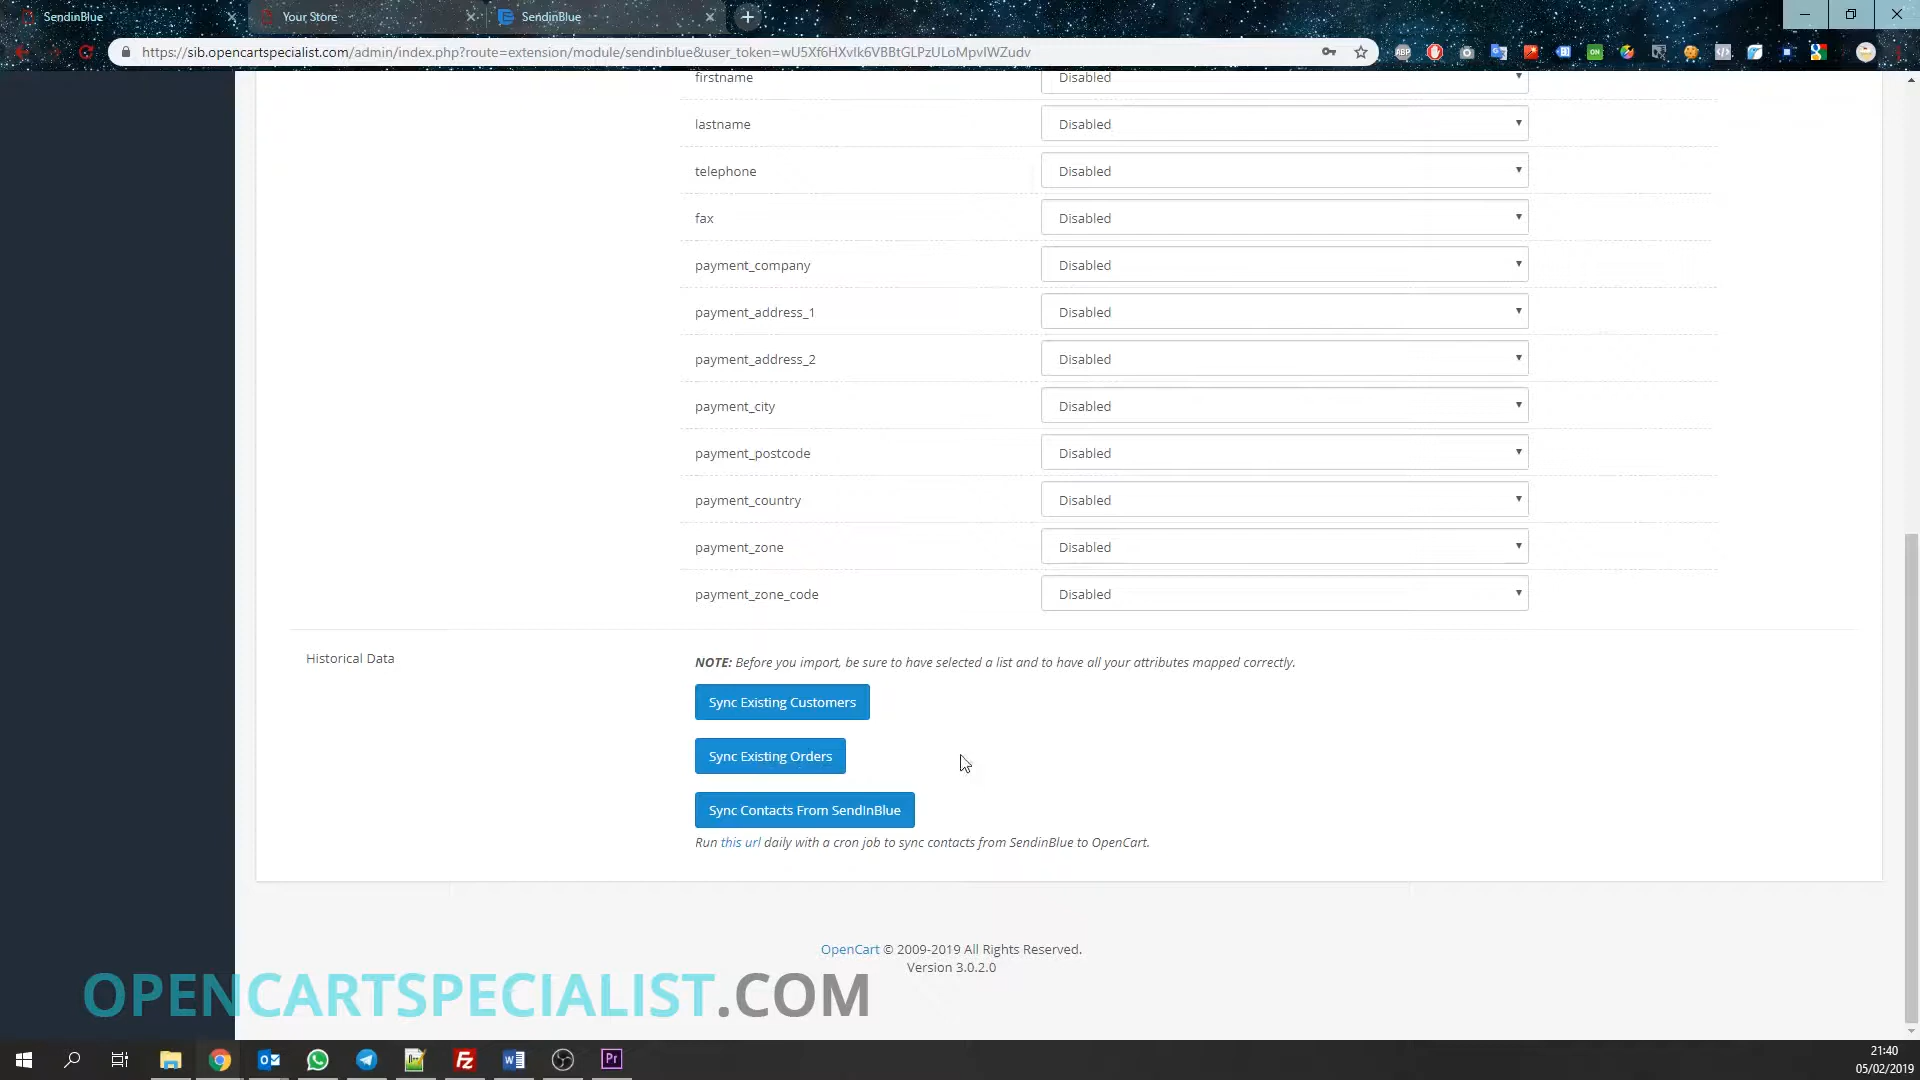 SendinBlue
Your Store
SendinBlue
https://sib.opencartspecialist.com/admin/index.php?route=extension/module/sendinblue&user_token=wU5Xf6HXvIk6VBBtGLPzULoMpvIWZudv
firstname Disabled
lastname Disabled
telephone Disabled
fax Disabled
payment_company Disabled
payment_address_1 Disabled
payment_address_2 Disabled
payment_city Disabled
payment_postcode Disabled
payment_country Disabled
payment_zone Disabled
payment_zone_code Disabled
Historical Data
NOTE: Before you import, be sure to have selected a list and to have all your attributes mapped correctly.
Sync Existing Customers
Sync Existing Orders
Sync Contacts From SendInBlue
Run this url daily with a cron job to sync contacts from SendinBlue to OpenCart.
OpenCart © 2009-2019 All Rights Reserved.
Version 3.0.2.0
OPENCARTSPECIALIST.COM
21:40
05/02/2019